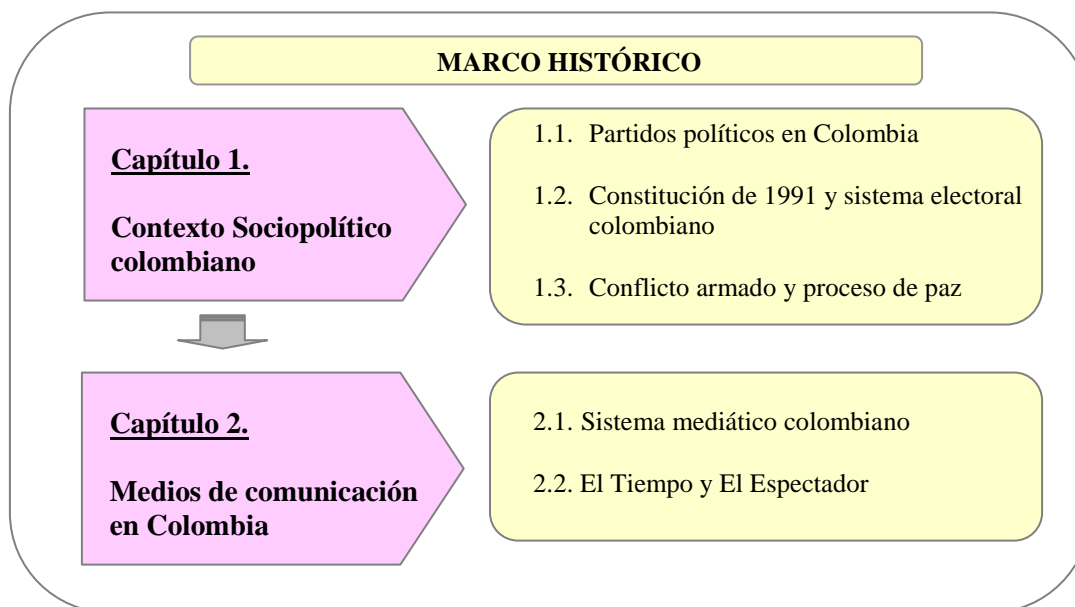 MARCO HISTÓRICO
Capítulo 1.
Contexto Sociopolítico
colombiano
1.1. Partidos políticos en Colombia
1.2. Constitución de 1991 y sistema electoral
colombiano
1.3. Conflicto armado y proceso de paz
Capítulo 2.
Medios de comunicación
en Colombia
2.1. Sistema mediático colombiano
2.2. El Tiempo y El Espectador